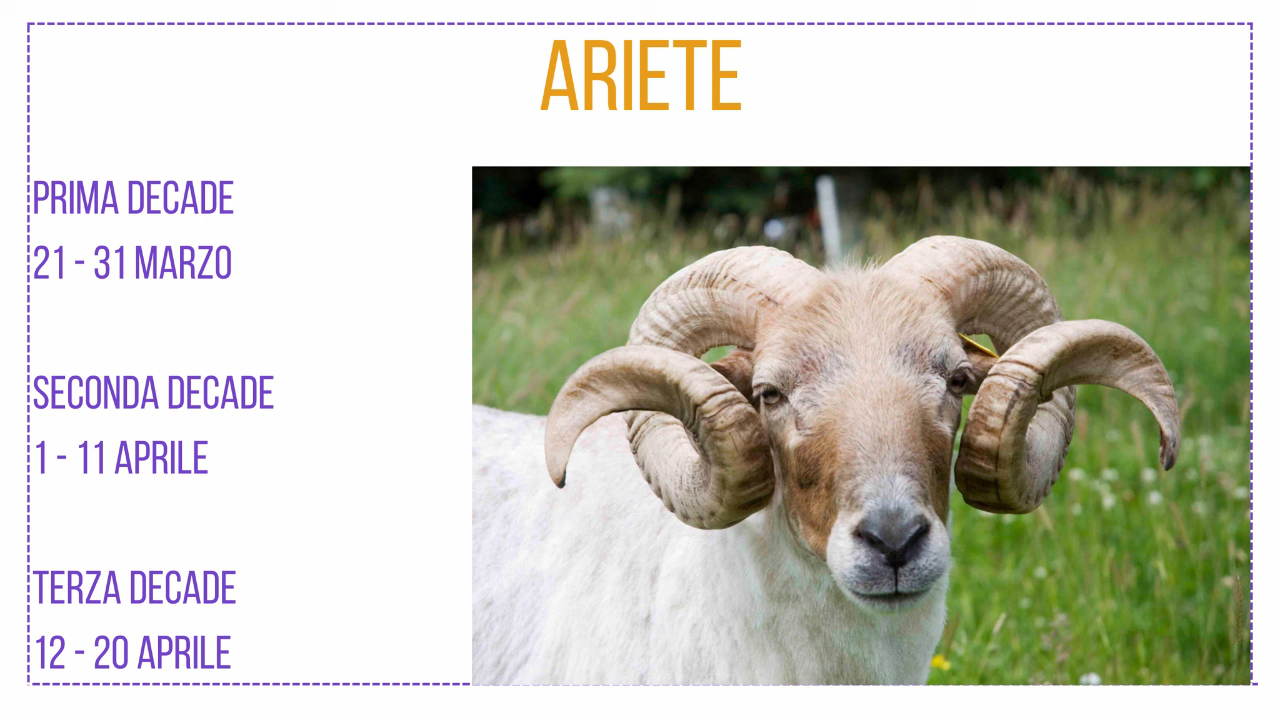 ARIETE
PRIMA DECADE
21 - 31 MARZO
SECONDA DECADE
1 - 11 APRILE
TERZA DECADE
12 - 20 APRILE